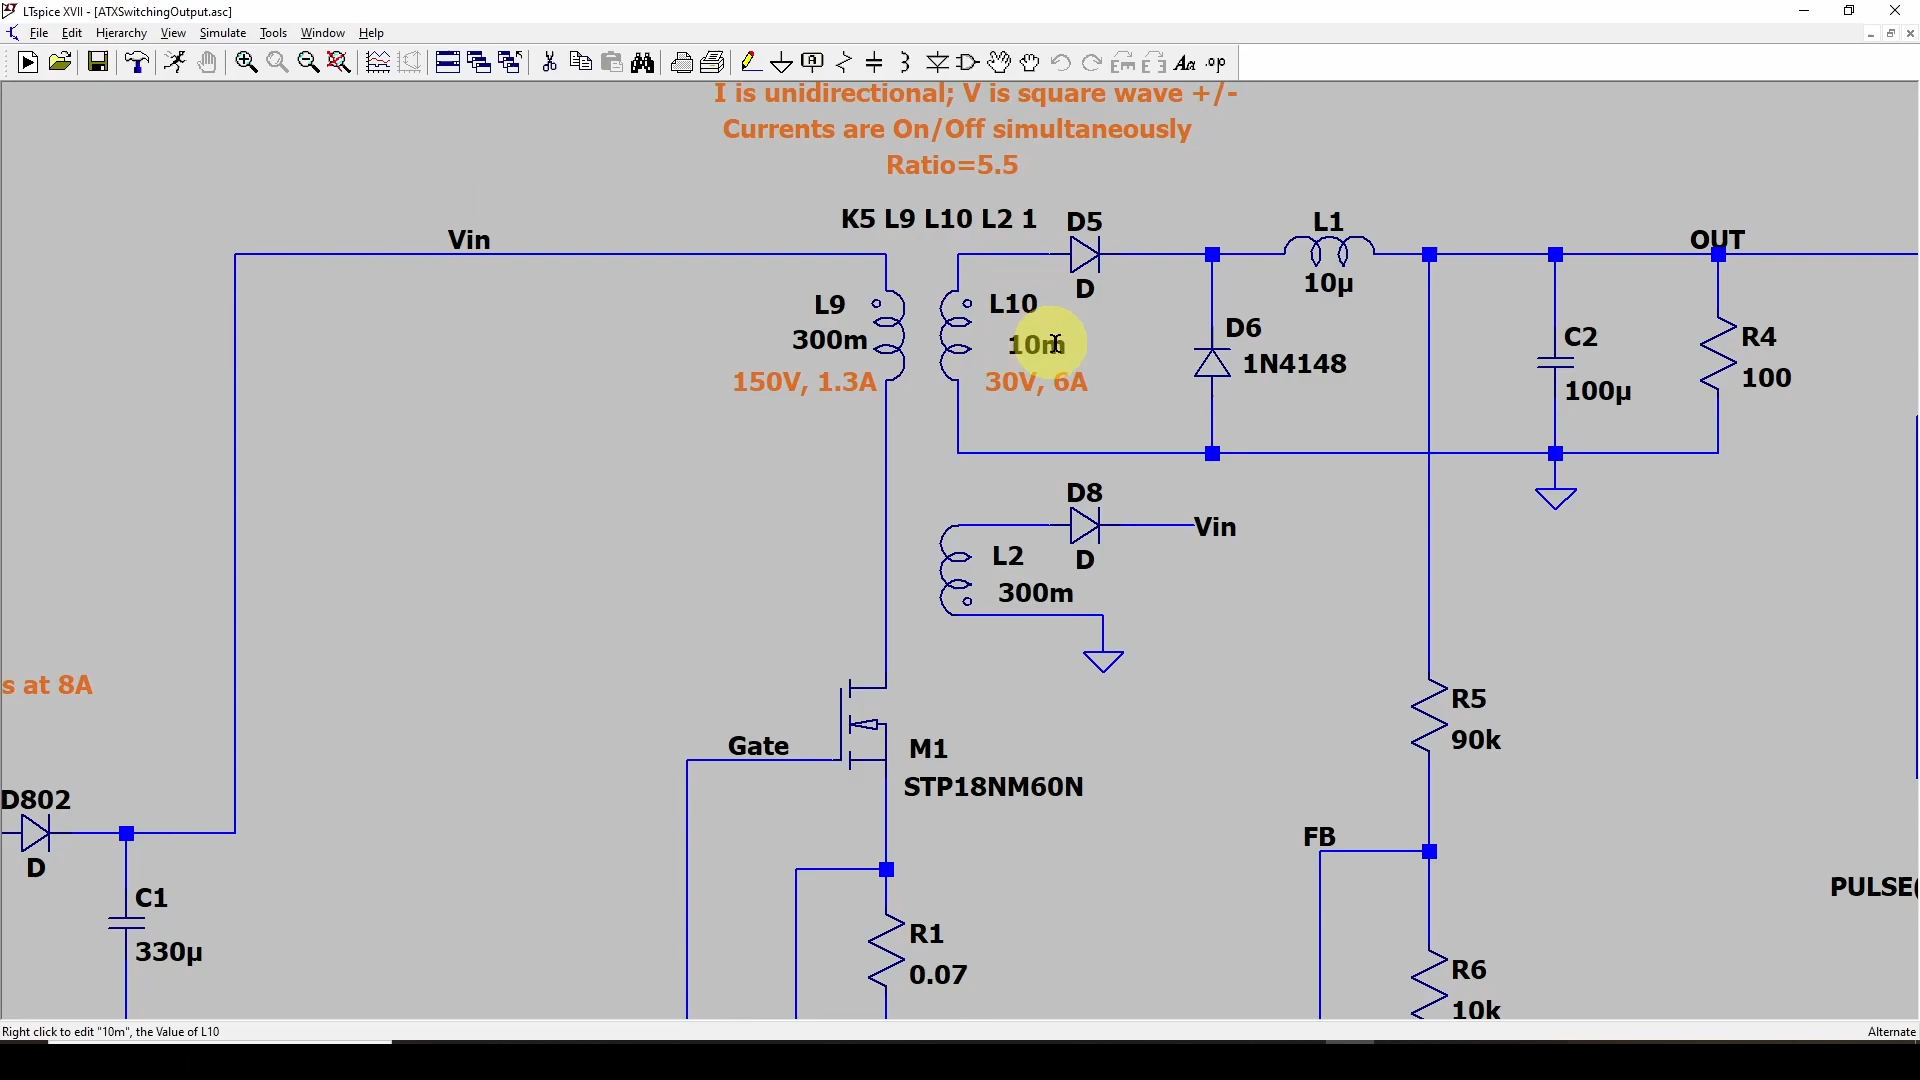 LTspice XVII - [ATXSwitchingOutput.asc]
File Edit Hierarchy View Simulate Tools Window Help
Aa .op
I is unidirectional; V is square wave +/-
Currents are On/Off simultaneously
Ratio=5.5
K5 L9 L10 L2 1
D5
D
L1
10µ
OUT
Vin
L9
300m
150V, 1.3A
L10
10m
30V, 6A
D6
1N4148
C2
100µ
R4
100
D8
D
Vin
L2
300m
s at 8A
Gate
M1
STP18NM60N
R5
90k
D802
D
C1
330µ
FB
PULSE(
R1
0.07
R6
10k
Right click to edit "10m", the Value of L10
Alternate